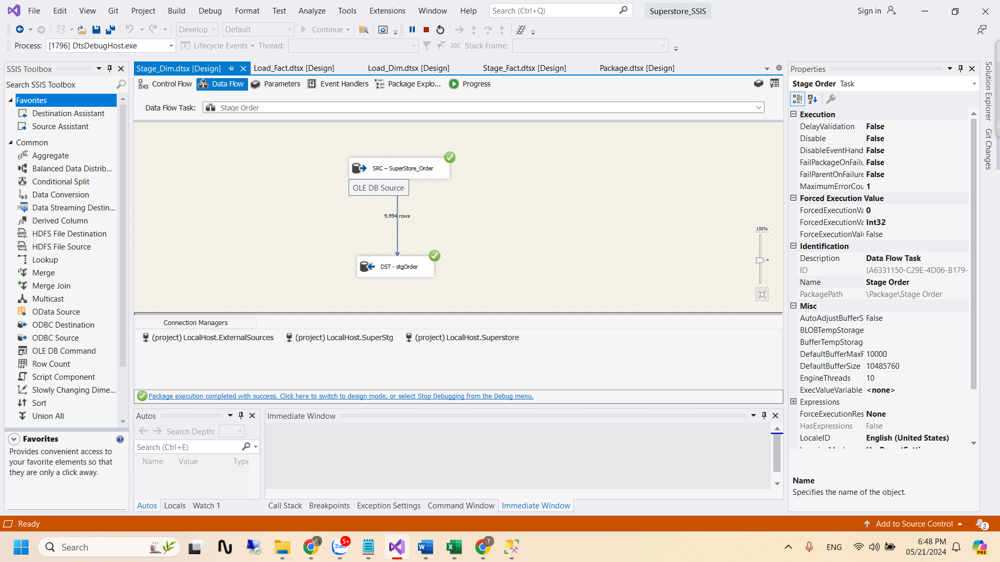 File Edit View Git Project Build Debug Format Test Analyze Tools Extensions Window Help Search (Ctrl+Q) Superstore_SSIS Sign in
Develop Default Continue
Process: [1796] DtsDebugHost.exe Lifecycle Events Thread: Stack Frame:
SSIS Toolbox
Search SSIS Toolbox
Favorites
Destination Assistant
Source Assistant
Common
Aggregate
Balanced Data Distrib...
Conditional Split
Data Conversion
Data Streaming Destin...
Derived Column
HDFS File Destination
HDFS File Source
Lookup
Merge
Merge Join
Multicast
OData Source
ODBC Destination
ODBC Source
OLE DB Command
Row Count
Script Component
Slowly Changing Dime...
Sort
Union All
Favorites
Provides convenient access to
your favorite elements so that
they are only a click away.
Stage_Dim.dtsx [Design] Load_Fact.dtsx [Design] Load_Dim.dtsx [Design] Stage_Fact.dtsx [Design] Package.dtsx [Design]
Control Flow Data Flow Parameters Event Handlers Package Explo... Progress
Data Flow Task: Stage Order
SRC – SuperStore_Order
OLE DB Source
9,994 rows
DST - stgOrder
100%
Connection Managers
(project) LocalHost.ExternalSources (project) LocalHost.SuperStg (project) LocalHost.Superstore
Package execution completed with success. Click here to switch to design mode, or select Stop Debugging from the Debug menu.
Autos
Search Depth:
Search (Ctrl+E)
Name Value Type
Autos Locals Watch 1
Immediate Window
Call Stack Breakpoints Exception Settings Command Window Immediate Window
Properties
Stage Order Task
Execution
DelayValidation False
Disable False
DisableEventHand False
FailPackageOnFailu False
FailParentOnFailure False
MaximumErrorCou 1
Forced Execution Value
ForcedExecutionVa 0
ForcedExecutionVa Int32
ForceExecutionValu False
Identification
Description Data Flow Task
ID {A6331150-C29E-4D06-B179-
Name Stage Order
PackagePath \Package\Stage Order
Misc
AutoAdjustBufferS False
BLOBTempStorage
BufferTempStorag
DefaultBufferMaxR 10000
DefaultBufferSize 10485760
EngineThreads 10
ExecValueVariable <none>
Expressions
ForceExecutionRes None
HasExpressions False
LocaleID English (United States)
Name
Specifies the name of the object.
Solution Explorer
Git Changes
Ready Add to Source Control 2
Search 5+ Zalo T ENG 6:48 PM
05/21/2024
PRE